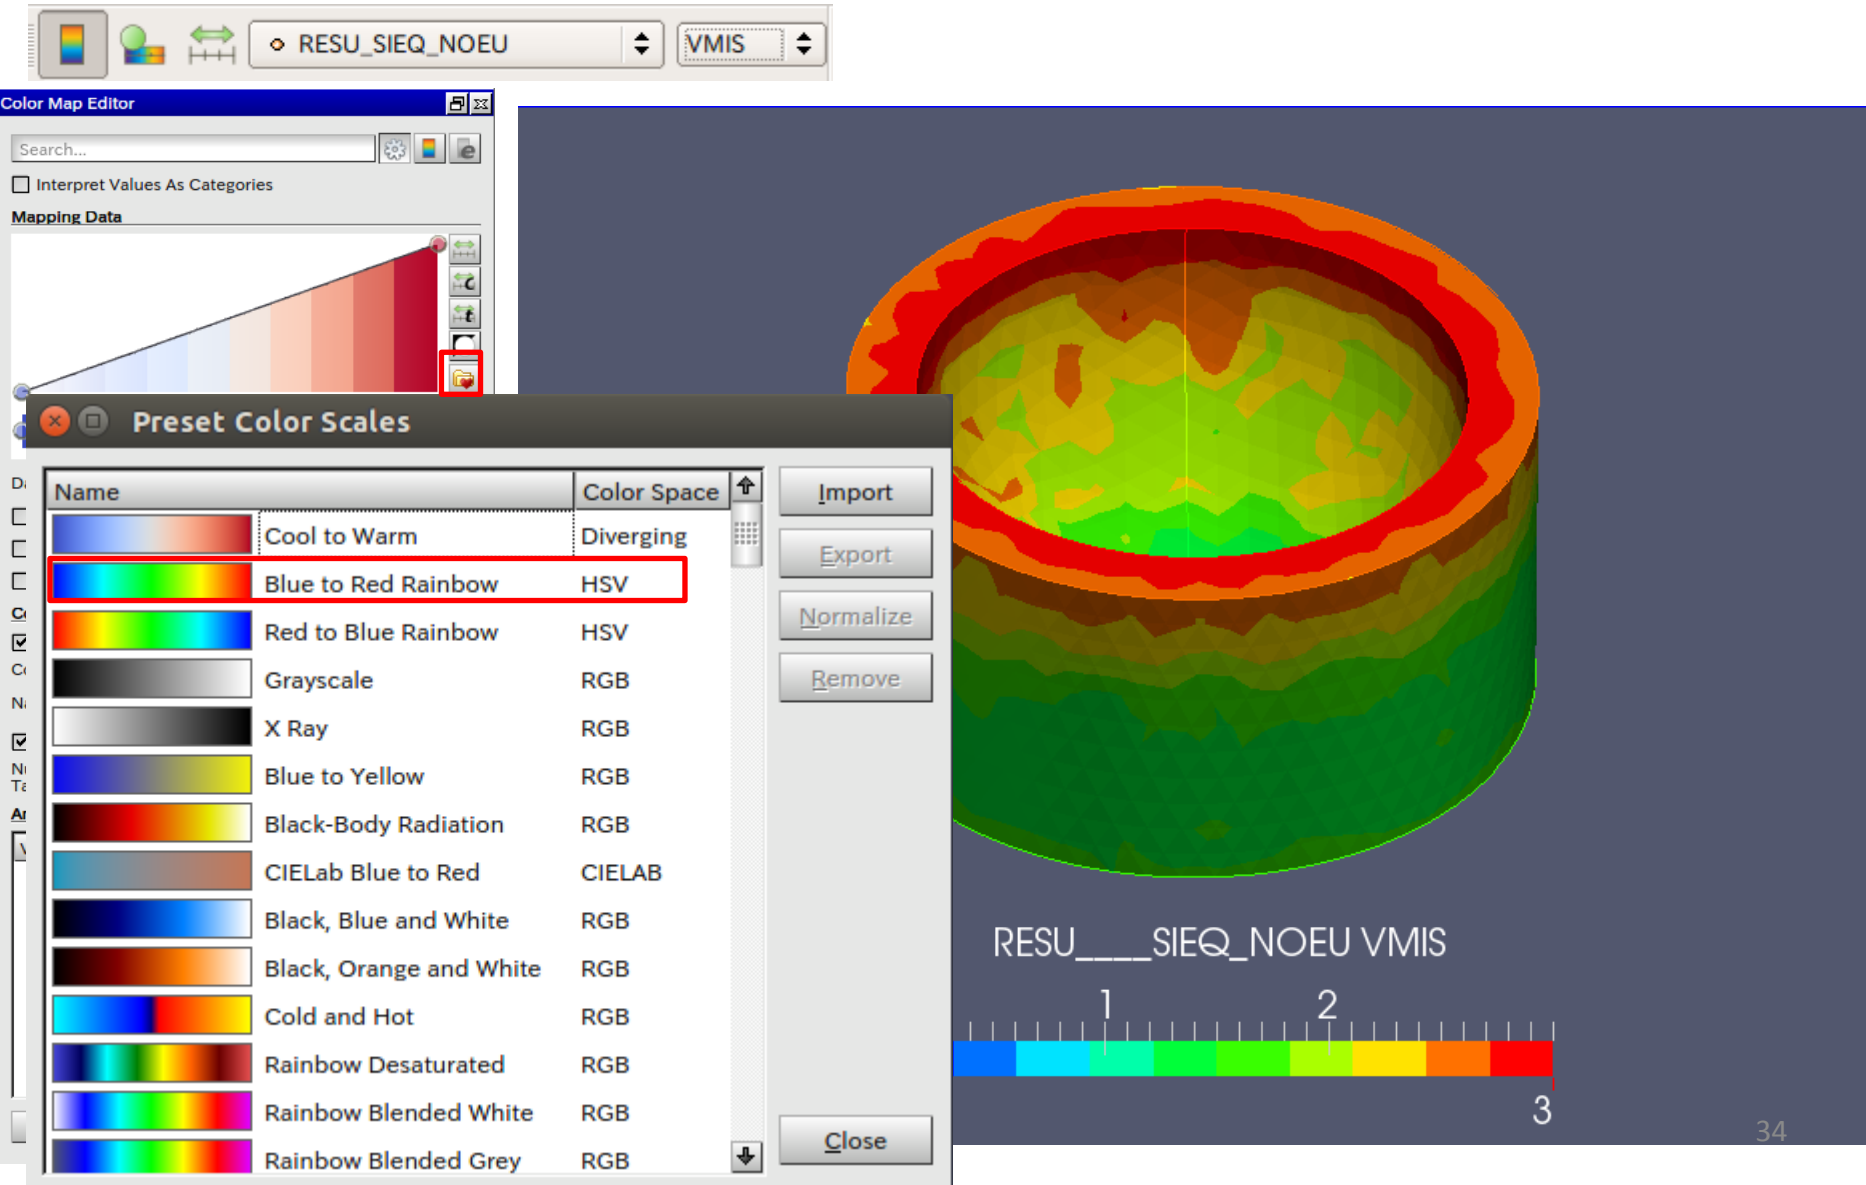 RESU_SIEQ_NOEU
VMIS
Color Map Editor
Search...
Interpret Values As Categories
Mapping Data
Preset Color Scales
Name
Color Space
Cool to Warm
Diverging
Blue to Red Rainbow
HSV
Red to Blue Rainbow
HSV
Grayscale
RGB
X Ray
RGB
Blue to Yellow
RGB
Black-Body Radiation
RGB
CIELab Blue to Red
CIELAB
Black, Blue and White
RGB
Black, Orange and White
RGB
Cold and Hot
RGB
Rainbow Desaturated
RGB
Rainbow Blended White
RGB
Rainbow Blended Grey
RGB
Import
Export
Normalize
Remove
Close
RESU____SIEQ_NOEU VMIS
1
2
3
34